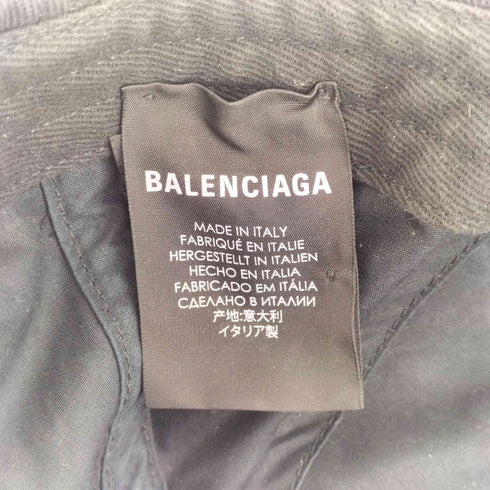 BALENCIAGA
MADE IN ITALY
FABRIQUÉ EN ITALIE
HERGESTELLT IN ITALIEN
HECHO EN ITALIA
FABRICADO EM ITÁLIA
СДЕЛАНО В ИТАЛИИ
产地:意大利
イタリア製